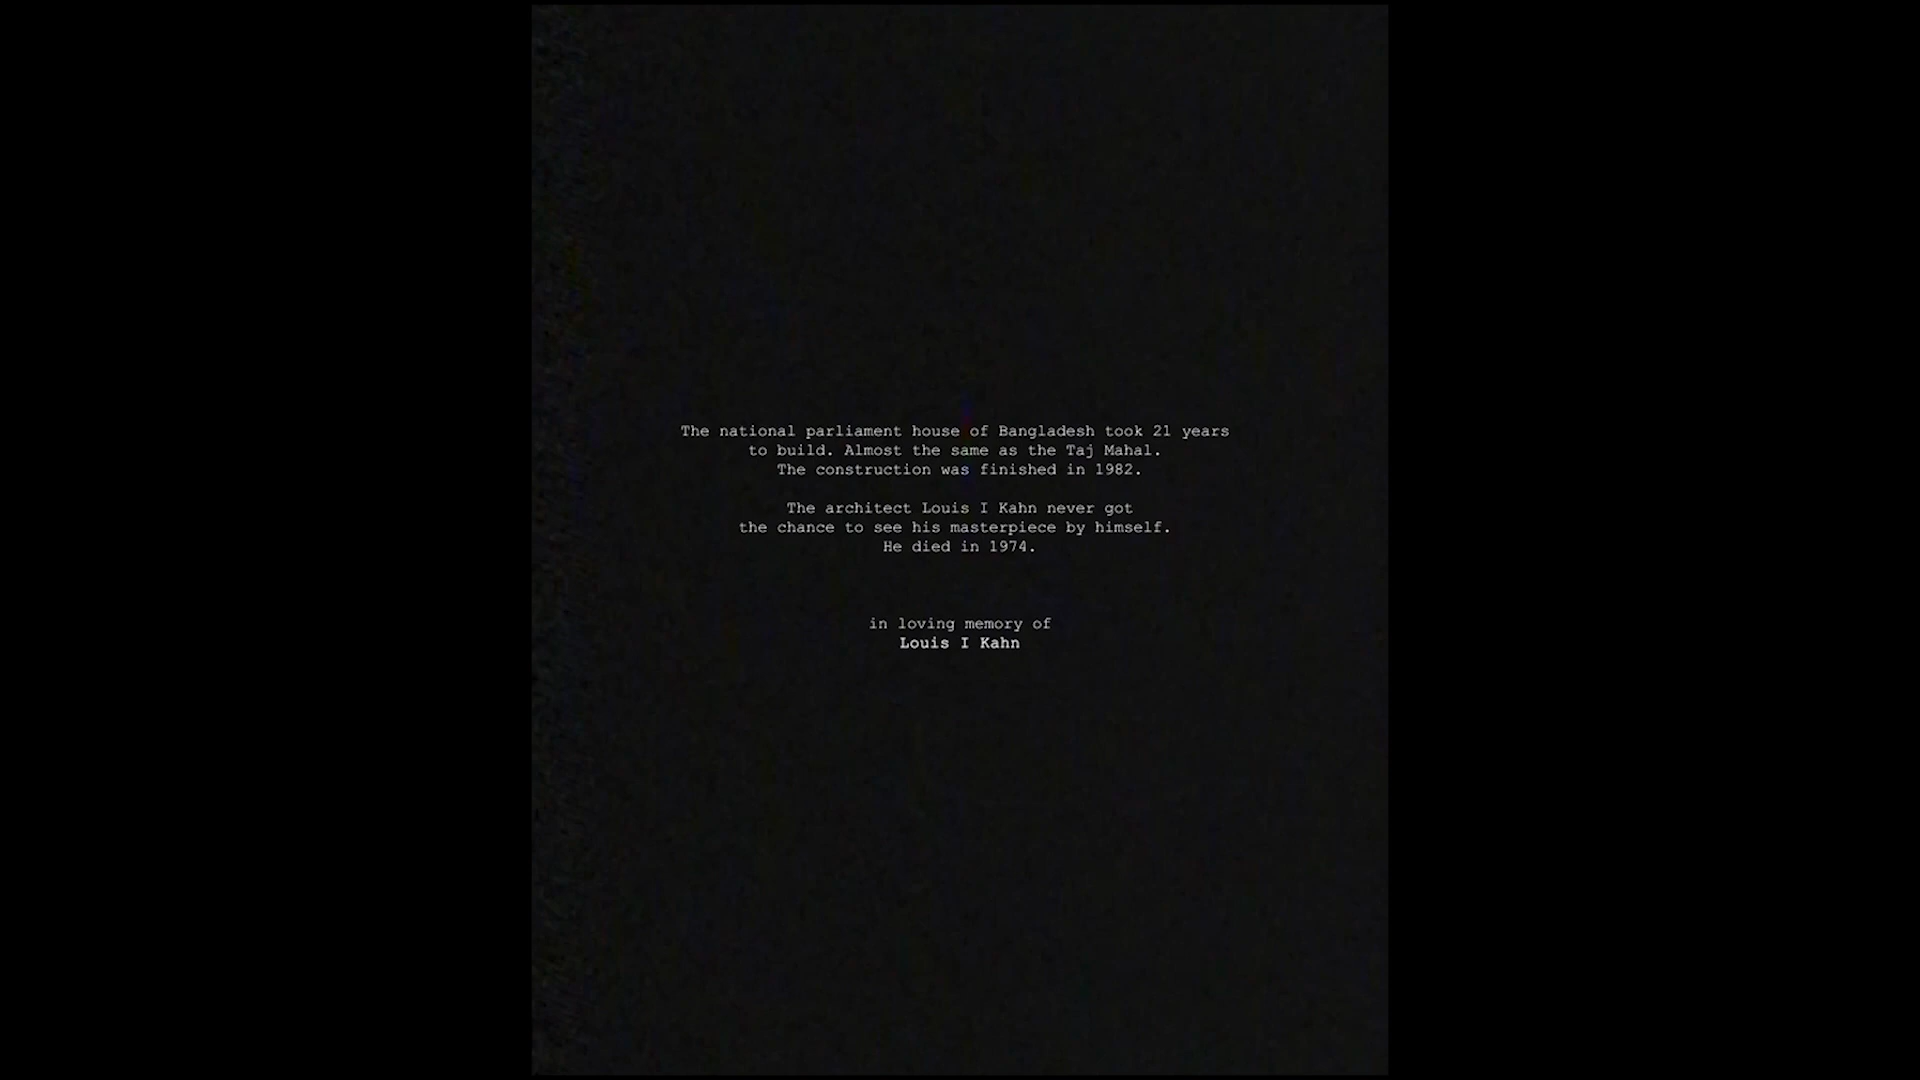 The national parliament house of Bangladesh took 21 years
to build. Almost the same as the Taj Mahal.
The construction was finished in 1982.
The architect Louis I Kahn never got
the chance to see his masterpiece by himself.
He died in 1974.
in loving memory of
Louis I Kahn